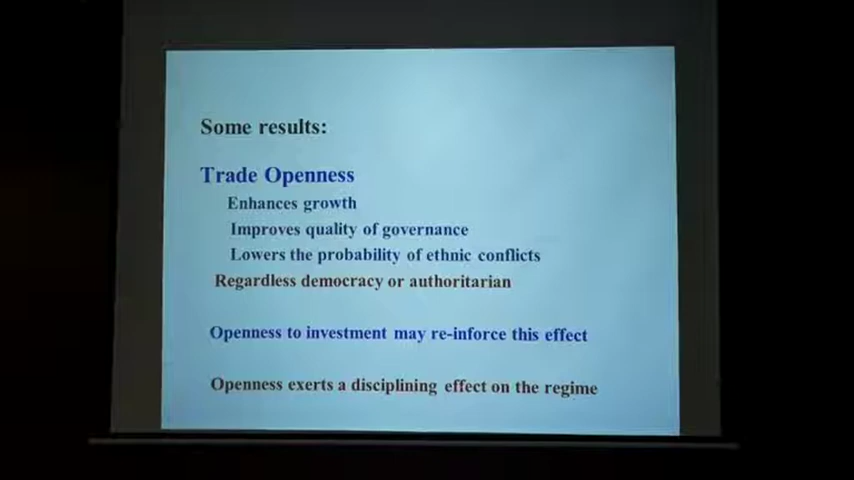 Some results:
Trade Openness
Enhances growth
Improves quality of governance
Lowers the probability of ethnic conflicts
Regardless democracy or authoritarian
Openness to investment may re-inforce this effect
Openness exerts a disciplining effect on the regime